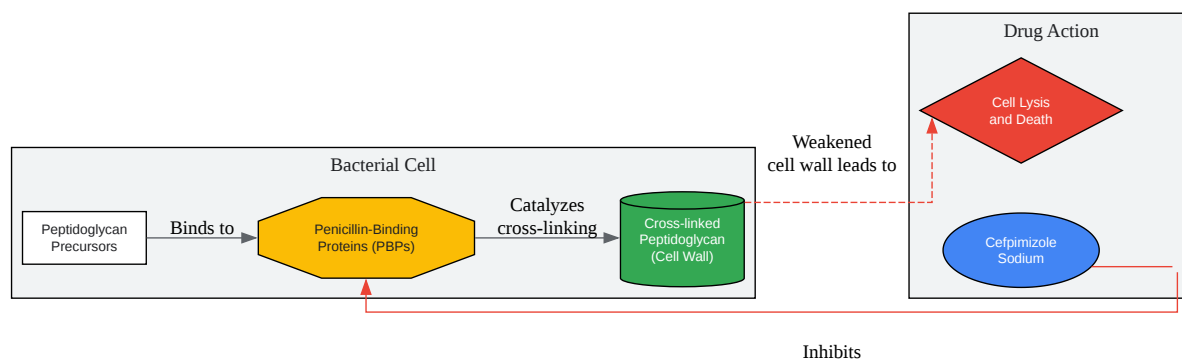 Drug Action
Cell Lysis
and Death
Weakened
cell wall leads to
Bacterial Cell
Peptidoglycan
Precursors
Binds to
Penicillin-Binding
Proteins (PBPs)
Catalyzes
cross-linking
Cross-linked
Peptidoglycan
(Cell Wall)
Cefpimizole
Sodium
Inhibits